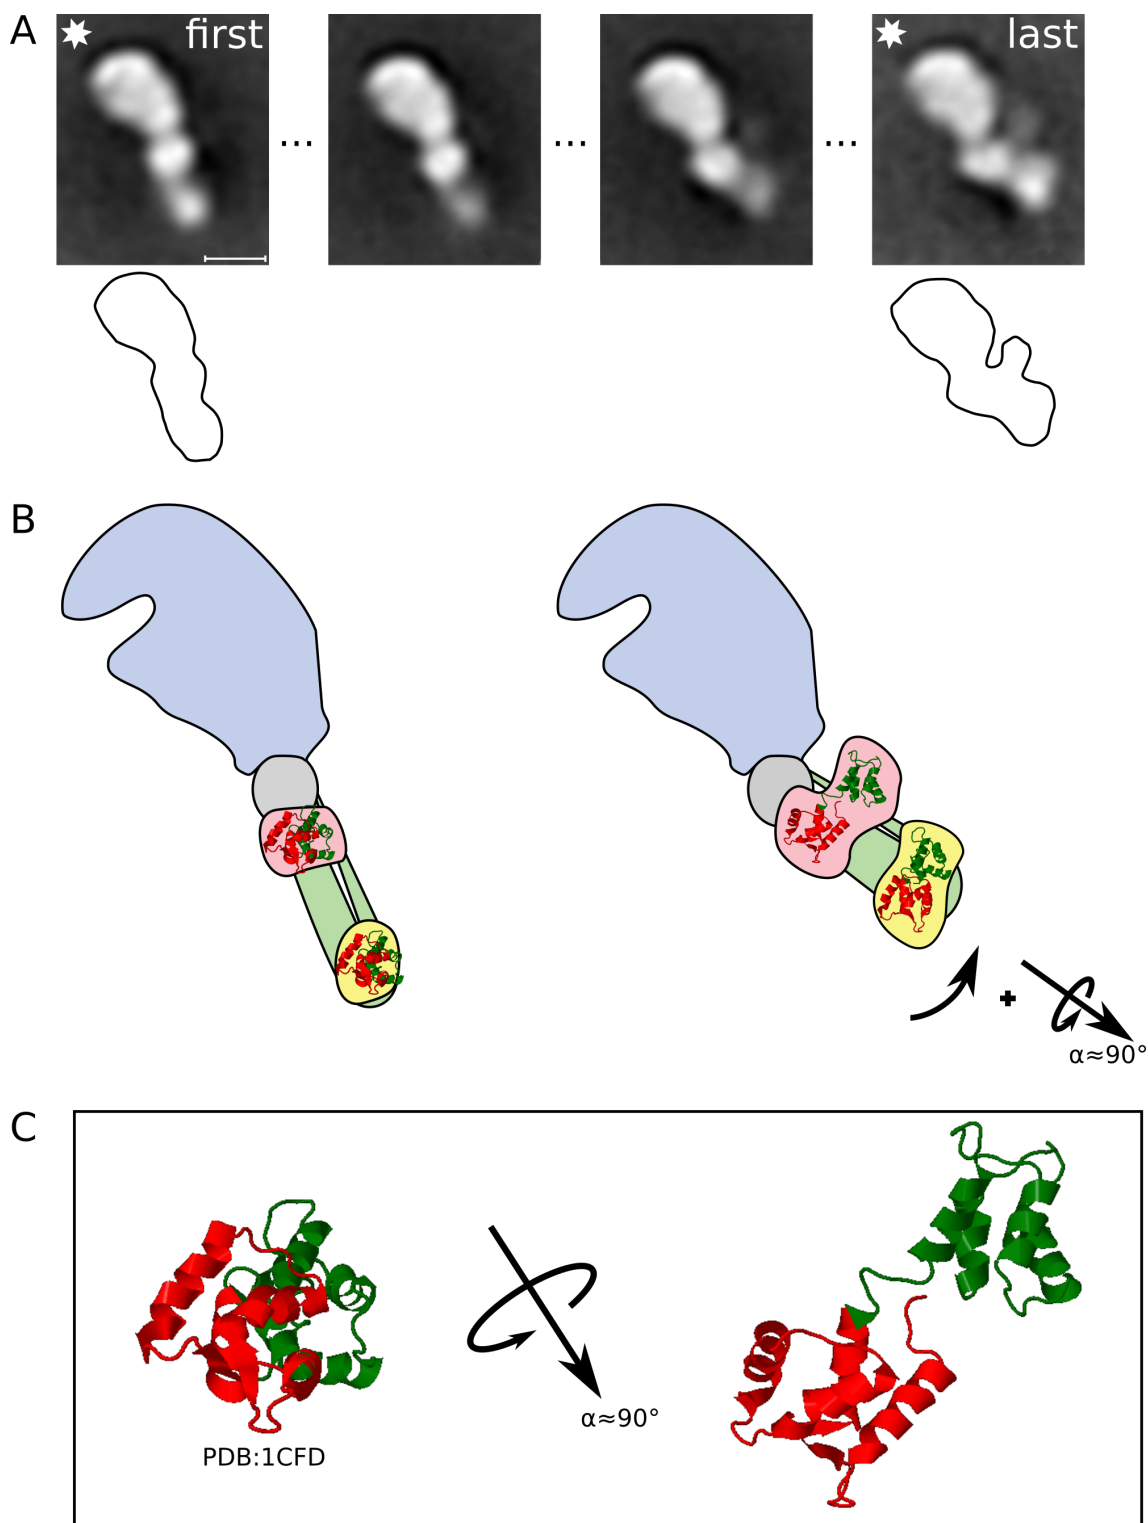 A
first
...
...
...
last
B
+
α≈90°
C
α≈90°
PDB:1CFD